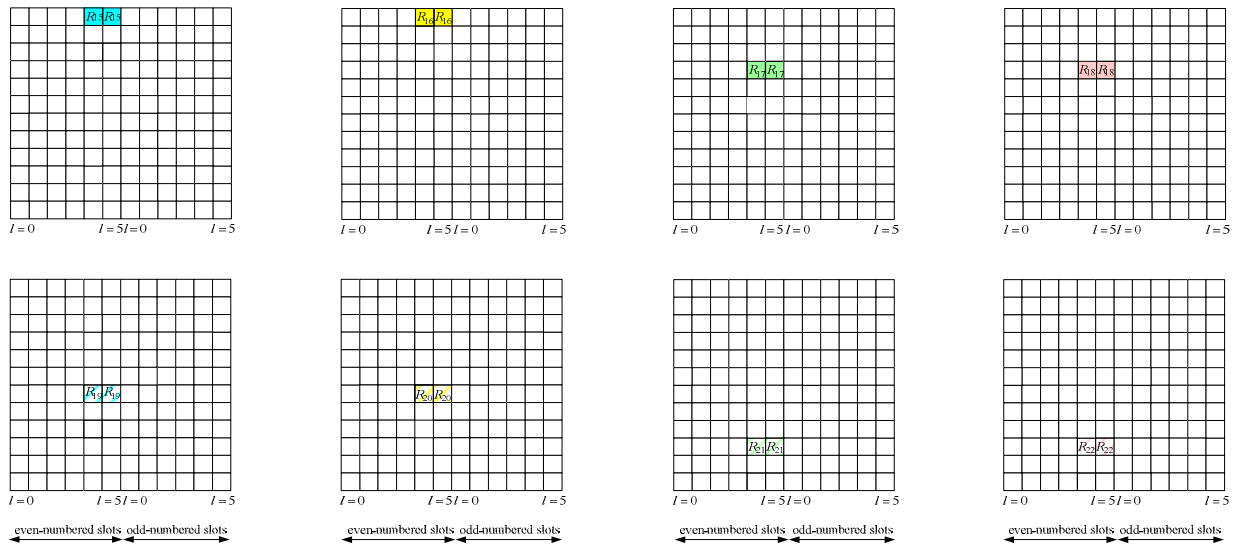 R15 R15
R16 R16
R17 R17
R18 R18
l = 0 l = 5 l = 0 l = 5
l = 0 l = 5 l = 0 l = 5
l = 0 l = 5 l = 0 l = 5
l = 0 l = 5 l = 0 l = 5
R19 R19
R20 R20
R21 R21
R22 R22
l = 0 l = 5 l = 0 l = 5
l = 0 l = 5 l = 0 l = 5
l = 0 l = 5 l = 0 l = 5
l = 0 l = 5 l = 0 l = 5
even-numbered slots odd-numbered slots
even-numbered slots odd-numbered slots
even-numbered slots odd-numbered slots
even-numbered slots odd-numbered slots